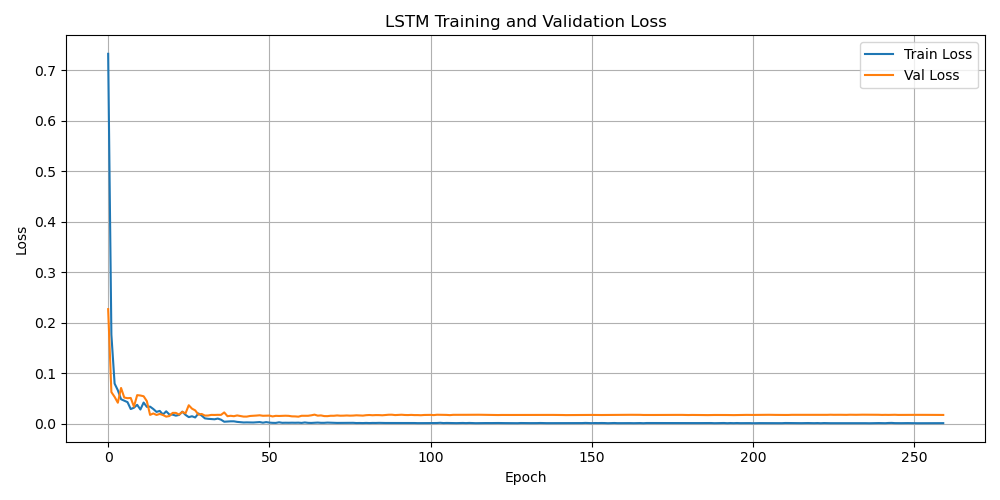 LSTM Training and Validation Loss
Train Loss
Val Loss
0.7
0.6
0.5
0.4
0.3
0.2
0.1
0.0
Loss
0 50 100 150 200 250
Epoch